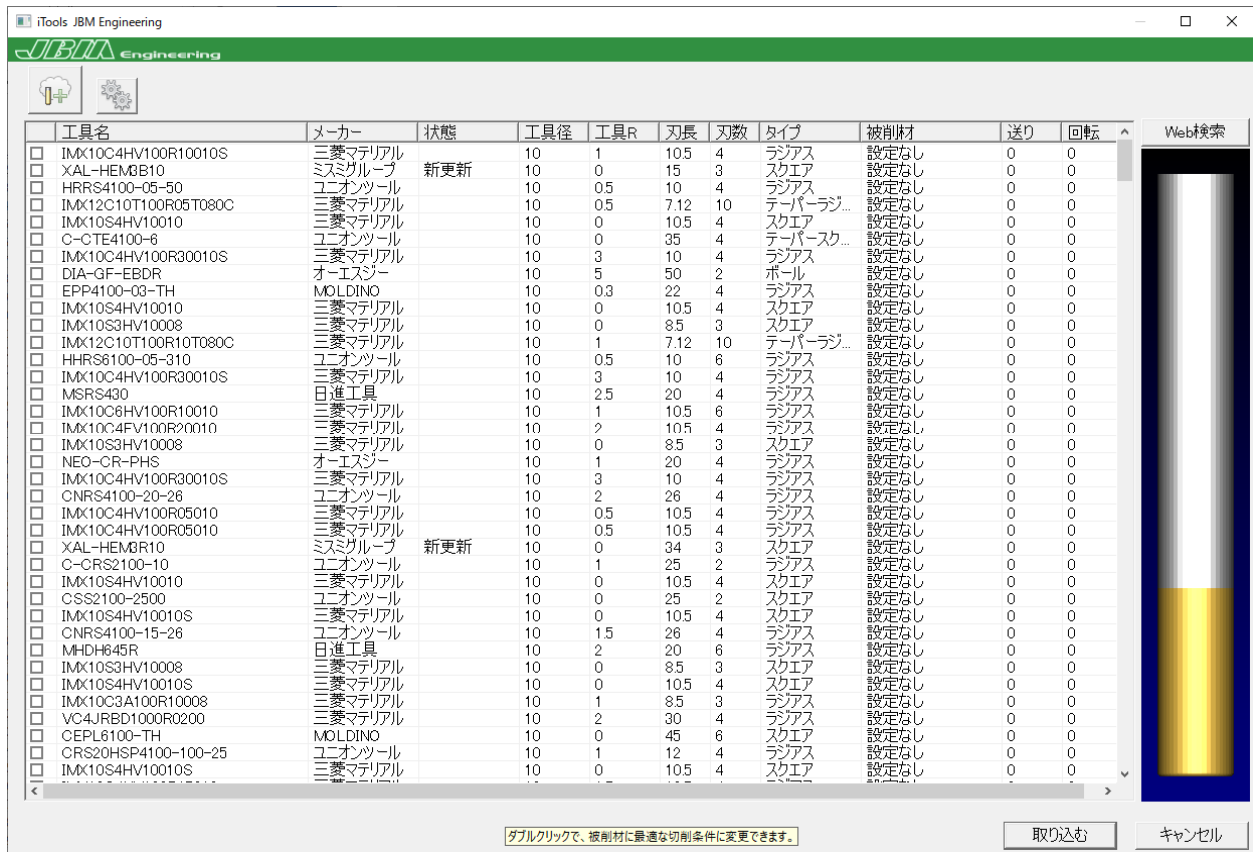 iTools JBM Engineering
JBM Engineering
工具名 メーカー 状態 工具径 工具R 刃長 刃数 タイプ 被削材 送り 回転 Web検索
IMX10C4HV100R10010S 三菱マテリアル 10 1 10.5 4 ラジアス 設定なし 0 0
XAL-HEM3B10 ミスミグループ 新更新 10 0 15 3 スクエア 設定なし 0 0
HRRS4100-05-50 ユニオンツール 10 0.5 10 4 ラジアス 設定なし 0 0
IMX12C10T100R05T080C 三菱マテリアル 10 0.5 7.12 10 テーパーラジ... 設定なし 0 0
IMX10S4HV10010 三菱マテリアル 10 0 10.5 4 スクエア 設定なし 0 0
C-CTE4100-6 ユニオンツール 10 0 35 4 テーパースク... 設定なし 0 0
IMX10C4HV100R30010S 三菱マテリアル 10 3 10 4 ラジアス 設定なし 0 0
DIA-GF-EBDR オーエスジー 10 5 50 2 ボール 設定なし 0 0
EPP4100-03-TH MOLDINO 10 0.3 22 4 ラジアス 設定なし 0 0
IMX10S4HV10010 三菱マテリアル 10 0 10.5 4 スクエア 設定なし 0 0
IMX10S3HV10008 三菱マテリアル 10 0 8.5 3 スクエア 設定なし 0 0
IMX12C10T100R10T080C 三菱マテリアル 10 1 7.12 10 テーパーラジ... 設定なし 0 0
HHRS6100-05-310 ユニオンツール 10 0.5 10 6 ラジアス 設定なし 0 0
IMX10C4HV100R30010S 三菱マテリアル 10 3 10 4 ラジアス 設定なし 0 0
MSRS430 日進工具 10 2.5 20 4 ラジアス 設定なし 0 0
IMX10C6HV100R10010 三菱マテリアル 10 1 10.5 6 ラジアス 設定なし 0 0
IMX10C4FV100R20010 三菱マテリアル 10 2 10.5 4 ラジアス 設定なし 0 0
IMX10S3HV10008 三菱マテリアル 10 0 8.5 3 スクエア 設定なし 0 0
NEO-CR-PHS オーエスジー 10 1 20 4 ラジアス 設定なし 0 0
IMX10C4HV100R30010S 三菱マテリアル 10 3 10 4 ラジアス 設定なし 0 0
CNRS4100-20-26 ユニオンツール 10 2 26 4 ラジアス 設定なし 0 0
IMX10C4HV100R05010 三菱マテリアル 10 0.5 10.5 4 ラジアス 設定なし 0 0
IMX10C4HV100R05010 三菱マテリアル 10 0.5 10.5 4 ラジアス 設定なし 0 0
XAL-HEM3R10 ミスミグループ 新更新 10 0 34 3 スクエア 設定なし 0 0
C-CRS2100-10 ユニオンツール 10 1 25 2 ラジアス 設定なし 0 0
IMX10S4HV10010 三菱マテリアル 10 0 10.5 4 スクエア 設定なし 0 0
CSS2100-2500 ユニオンツール 10 0 25 2 スクエア 設定なし 0 0
IMX10S4HV10010S 三菱マテリアル 10 0 10.5 4 スクエア 設定なし 0 0
CNRS4100-15-26 ユニオンツール 10 1.5 26 4 ラジアス 設定なし 0 0
MHDH645R 日進工具 10 2 20 6 ラジアス 設定なし 0 0
IMX10S3HV10008 三菱マテリアル 10 0 8.5 3 スクエア 設定なし 0 0
IMX10S4HV10010S 三菱マテリアル 10 0 10.5 4 スクエア 設定なし 0 0
IMX10C3A100R10008 三菱マテリアル 10 1 8.5 3 ラジアス 設定なし 0 0
VC4JRBD1000R0200 三菱マテリアル 10 2 30 4 ラジアス 設定なし 0 0
CEPL6100-TH MOLDINO 10 0 45 6 スクエア 設定なし 0 0
CRS20HSP4100-100-25 ユニオンツール 10 1 12 4 ラジアス 設定なし 0 0
IMX10S4HV10010S 三菱マテリアル 10 0 10.5 4 スクエア 設定なし 0 0
ダブルクリックで、被削材に最適な切削条件に変更できます。
取り込む キャンセル